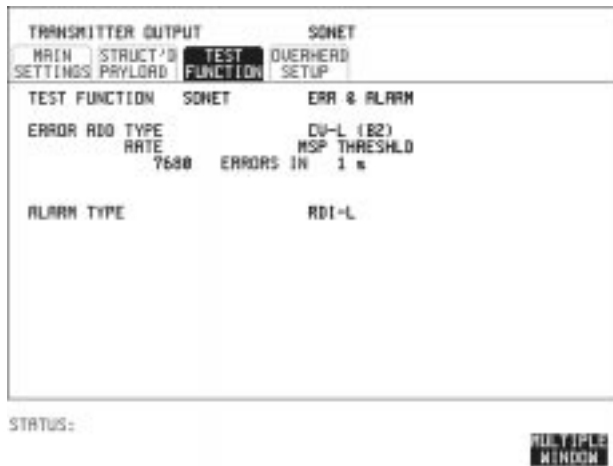 TRANSMITTER OUTPUT SONET
MAIN SETTINGS STRUCT'D PAYLOAD TEST FUNCTION OVERHEAD SETUP
TEST FUNCTION SONET ERR & ALARM
ERROR ADD TYPE CV-L (B2)
RATE MSP THRESHLD
7680 ERRORS IN 1
ALARM TYPE RDI-L
STATUS:
MULTIPLE
WINDOW